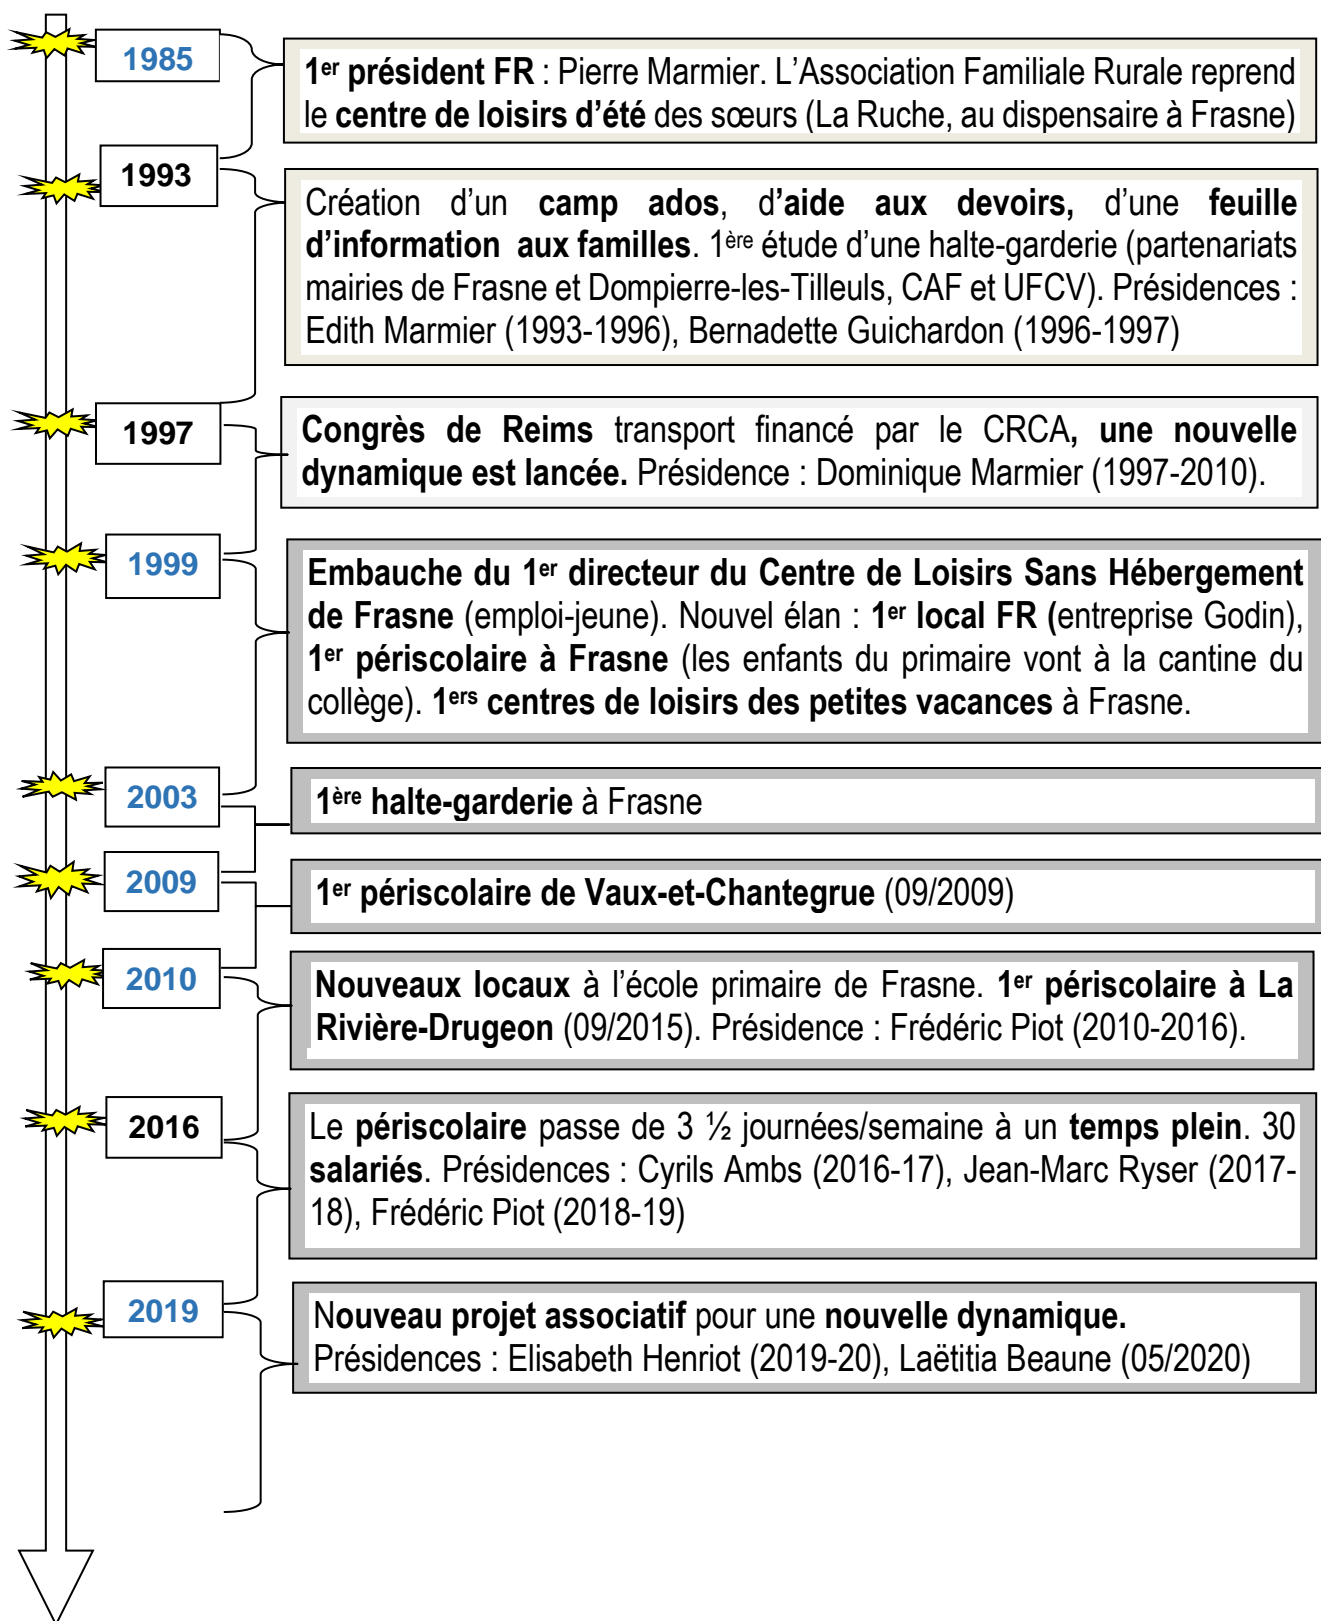 1985
1er président FR : Pierre Marmier. L’Association Familiale Rurale reprend
le centre de loisirs d’été des sœurs (La Ruche, au dispensaire à Frasne)
1993
Création d’un camp ados, d’aide aux devoirs, d’une feuille
d’information aux familles. 1ère étude d’une halte-garderie (partenariats
mairies de Frasne et Dompierre-les-Tilleuls, CAF et UFCV). Présidences :
Edith Marmier (1993-1996), Bernadette Guichardon (1996-1997)
1997
Congrès de Reims transport financé par le CRCA, une nouvelle
dynamique est lancée. Présidence : Dominique Marmier (1997-2010).
1999
Embauche du 1er directeur du Centre de Loisirs Sans Hébergement
de Frasne (emploi-jeune). Nouvel élan : 1er local FR (entreprise Godin),
1er périscolaire à Frasne (les enfants du primaire vont à la cantine du
collège). 1ers centres de loisirs des petites vacances à Frasne.
2003
1ère halte-garderie à Frasne
2009
1er périscolaire de Vaux-et-Chantegrue (09/2009)
2010
Nouveaux locaux à l’école primaire de Frasne. 1er périscolaire à La
Rivière-Drugeon (09/2015). Présidence : Frédéric Piot (2010-2016).
2016
Le périscolaire passe de 3 ½ journées/semaine à un temps plein. 30
salariés. Présidences : Cyrils Ambs (2016-17), Jean-Marc Ryser (2017-
18), Frédéric Piot (2018-19)
2019
Nouveau projet associatif pour une nouvelle dynamique.
Présidences : Elisabeth Henriot (2019-20), Laëtitia Beaune (05/2020)